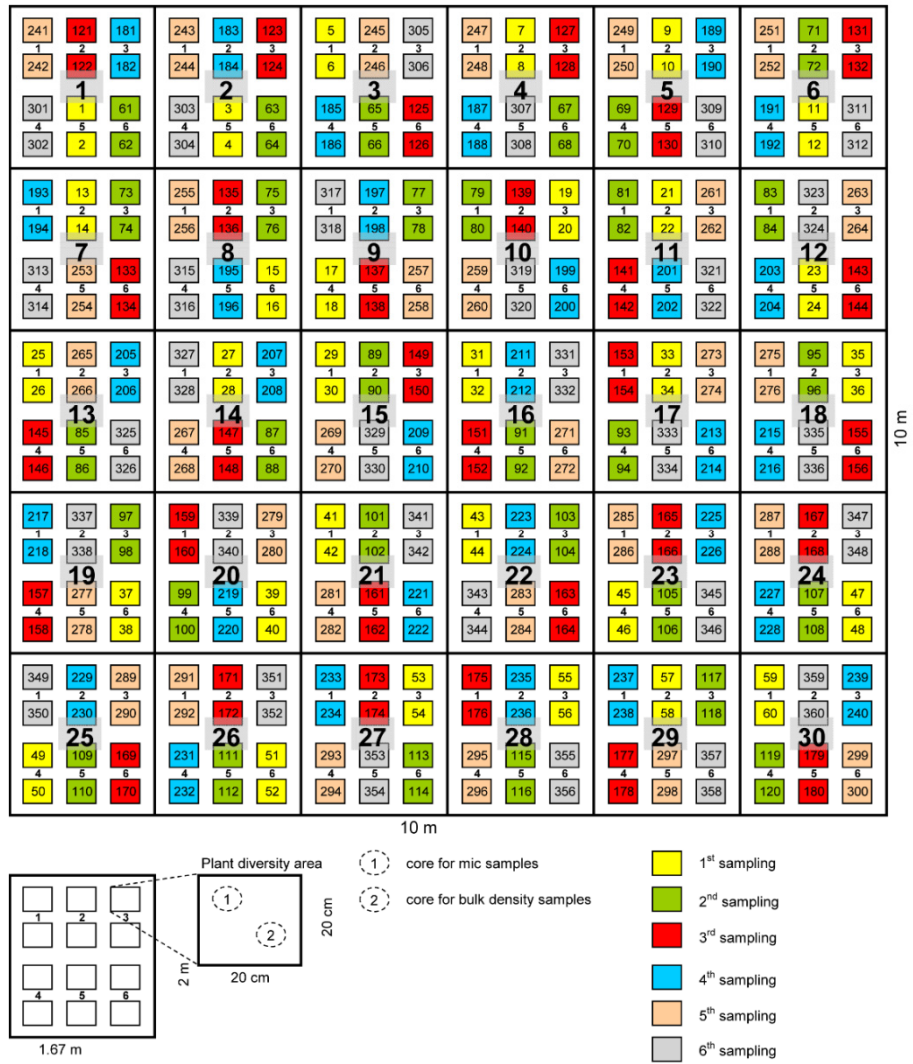 241 121 181 243 183 123 5 245 305 247 7 127 249 9 189 251 71 131
1 2 3 1 2 3 1 2 3 1 2 3 1 2 3 1 2 3
242 122 182 244 184 124 6 246 306 248 8 128 250 10 190 252 72 132
1 2 3 4 5 6
301 1 61 303 3 63 185 65 125 187 307 67 69 129 309 191 11 311
4 5 6 4 5 6 4 5 6 4 5 6 4 5 6 4 5 6
302 2 62 304 4 64 186 66 126 188 308 68 70 130 310 192 12 312
193 13 73 255 135 75 317 197 77 79 139 19 81 21 261 83 323 263
1 2 3 1 2 3 1 2 3 1 2 3 1 2 3 1 2 3
194 14 74 256 136 76 318 198 78 80 140 20 82 22 262 84 324 264
7 8 9 10 11 12
313 253 133 315 195 15 17 137 257 259 319 199 141 201 321 203 23 143
4 5 6 4 5 6 4 5 6 4 5 6 4 5 6 4 5 6
314 254 134 316 196 16 18 138 258 260 320 200 142 202 322 204 24 144
25 265 205 327 27 207 29 89 149 31 211 331 153 33 273 275 95 35
1 2 3 1 2 3 1 2 3 1 2 3 1 2 3 1 2 3
26 266 206 328 28 208 30 90 150 32 212 332 154 34 274 276 96 36
13 14 15 16 17 18
145 85 325 267 147 87 269 329 209 151 91 271 93 333 213 215 335 155
4 5 6 4 5 6 4 5 6 4 5 6 4 5 6 4 5 6
146 86 326 268 148 88 270 330 210 152 92 272 94 334 214 216 336 156
10 m
217 337 97 159 339 279 41 101 341 43 223 103 285 165 225 287 167 347
1 2 3 1 2 3 1 2 3 1 2 3 1 2 3 1 2 3
218 338 98 160 340 280 42 102 342 44 224 104 286 166 226 288 168 348
19 20 21 22 23 24
157 277 37 99 219 39 281 161 221 343 283 163 45 105 345 227 107 47
4 5 6 4 5 6 4 5 6 4 5 6 4 5 6 4 5 6
158 278 38 100 220 40 282 162 222 344 284 164 46 106 346 228 108 48
349 229 289 291 171 351 233 173 53 175 235 55 237 57 117 59 359 239
1 2 3 1 2 3 1 2 3 1 2 3 1 2 3 1 2 3
350 230 290 292 172 352 234 174 54 176 236 56 238 58 118 60 360 240
25 26 27 28 29 30
49 109 169 231 111 51 293 353 113 295 115 355 177 297 357 119 179 299
4 5 6 4 5 6 4 5 6 4 5 6 4 5 6 4 5 6
50 110 170 232 112 52 294 354 114 296 116 356 178 298 358 120 180 300
10 m
Plant diversity area
1 2 3
4 5 6
2 m
1.67 m
1
2
20 cm
20 cm
1 core for mic samples
2 core for bulk density samples
1st sampling
2nd sampling
3rd sampling
4th sampling
5th sampling
6th sampling